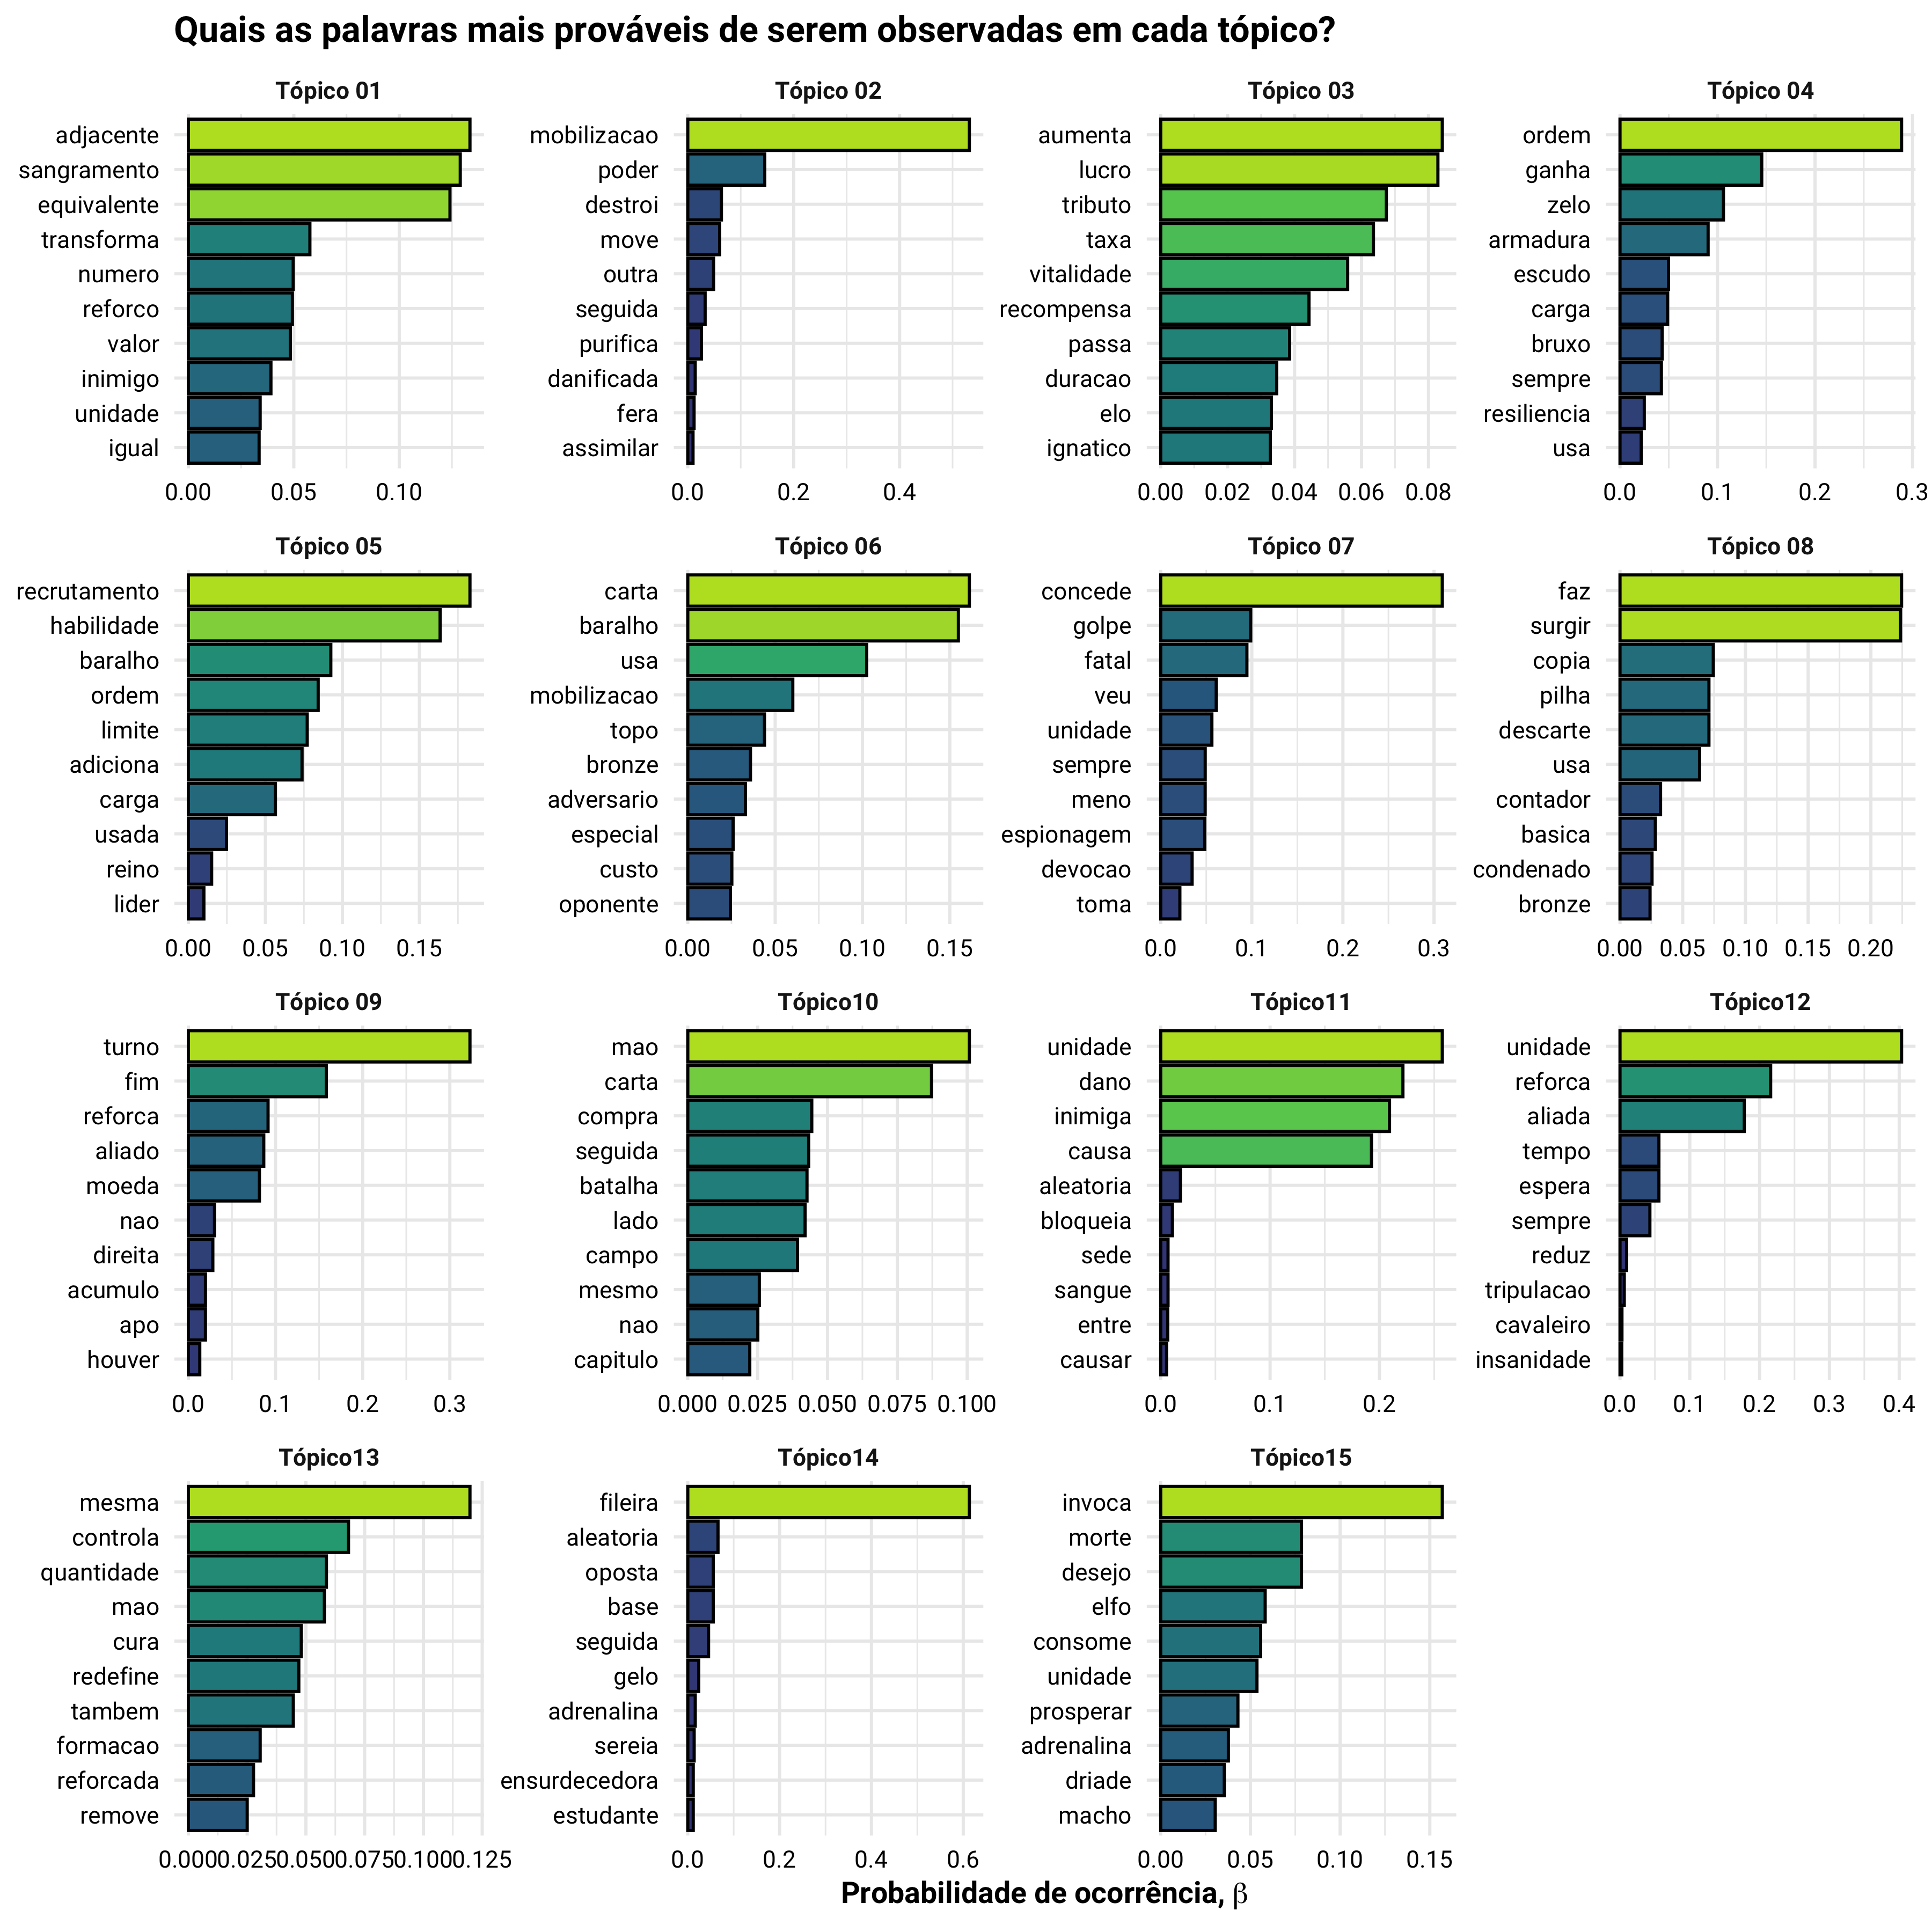 Quais as palavras mais prováveis de serem observadas em cada tópico?
Tópico 01
adjacente
sangramento
equivalente
transforma
numero
reforco
valor
inimigo
unidade
igual
0.00 0.05 0.10
Tópico 02
mobilizacao
poder
destroi
move
outra
seguida
purifica
danificada
fera
assimilar
0.0 0.2 0.4
Tópico 03
aumenta
lucro
tributo
taxa
vitalidade
recompensa
passa
duracao
elo
ignatico
0.00 0.02 0.04 0.06 0.08
Tópico 04
ordem
ganha
zelo
armadura
escudo
carga
bruxo
sempre
resiliencia
usa
0.0 0.1 0.2 0.3
Tópico 05
recrutamento
habilidade
baralho
ordem
limite
adiciona
carga
usada
reino
lider
0.00 0.05 0.10 0.15
Tópico 06
carta
baralho
usa
mobilizacao
topo
bronze
adversario
especial
custo
oponente
0.00 0.05 0.10 0.15
Tópico 07
concede
golpe
fatal
veu
unidade
sempre
meno
espionagem
devocao
toma
0.0 0.1 0.2 0.3
Tópico 08
faz
surgir
copia
pilha
descarte
usa
contador
basica
condenado
bronze
0.00 0.05 0.10 0.15 0.20
Tópico 09
turno
fim
reforca
aliado
moeda
nao
direita
acumulo
apo
houver
0.0 0.1 0.2 0.3
Tópico10
mao
carta
compra
seguida
batalha
lado
campo
mesmo
nao
capitulo
0.000 0.025 0.050 0.075 0.100
Tópico11
unidade
dano
inimiga
causa
aleatoria
bloqueia
sede
sangue
entre
causar
0.0 0.1 0.2
Tópico12
unidade
reforca
aliada
tempo
espera
sempre
reduz
tripulacao
cavaleiro
insanidade
0.0 0.1 0.2 0.3 0.4
Tópico13
mesma
controla
quantidade
mao
cura
redefine
tambem
formacao
reforcada
remove
0.000 0.025 0.050 0.075 0.100 0.125
Tópico14
fileira
aleatoria
oposta
base
seguida
gelo
adrenalina
sereia
ensurdecedora
estudante
0.0 0.2 0.4 0.6
Tópico15
invoca
morte
desejo
elfo
consome
unidade
prosperar
adrenalina
driade
macho
0.00 0.05 0.10 0.15
Probabilidade de ocorrência, β